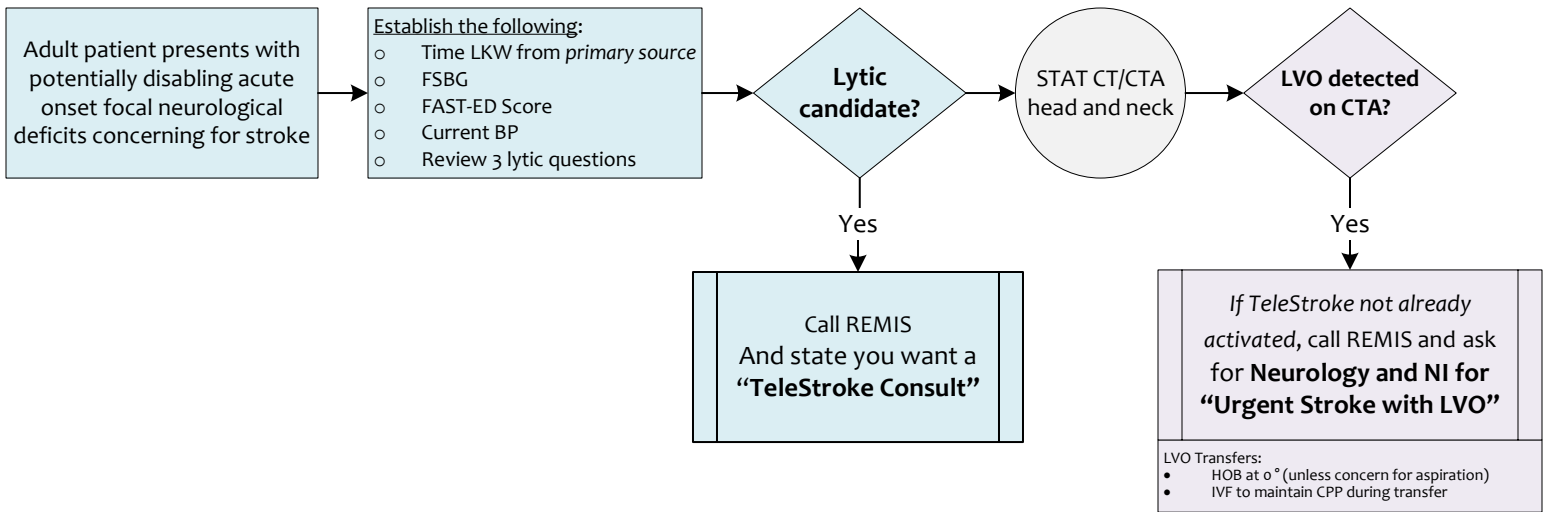 Adult patient presents with
potentially disabling acute
onset focal neurological
deficits concerning for stroke
Establish the following:
o Time LKW from primary source
o FSBG
o FAST-ED Score
o Current BP
o Review 3 lytic questions
Lytic
candidate?
STAT CT/CTA
head and neck
LVO detected
on CTA?
Yes
Yes
Call REMIS
And state you want a
“TeleStroke Consult”
If TeleStroke not already
activated, call REMIS and ask
for Neurology and NI for
“Urgent Stroke with LVO”
LVO Transfers:
• HOB at 0° (unless concern for aspiration)
• IVF to maintain CPP during transfer